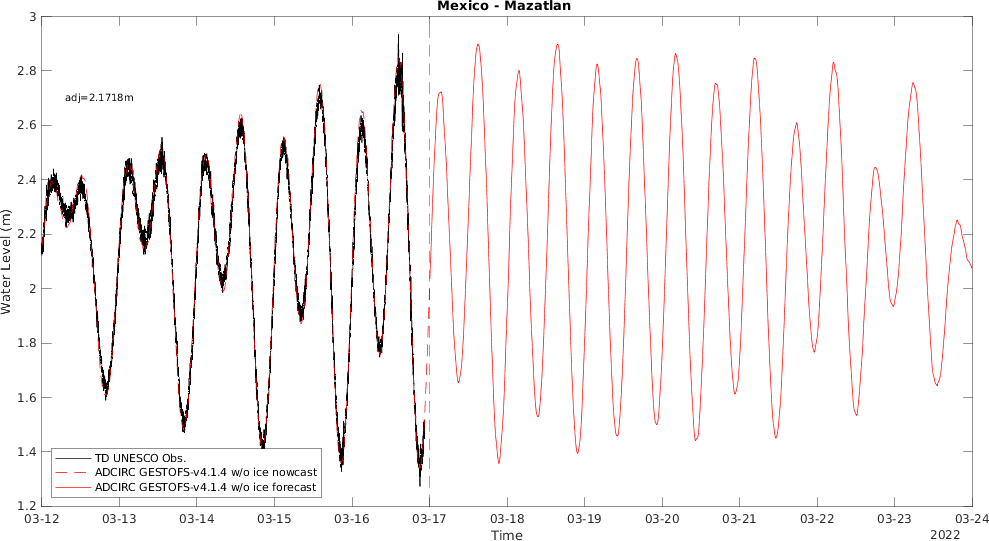 Mexico - Mazatlan
adj=2.1718m
Water Level (m)
3
2.8
2.6
2.4
2.2
2
1.8
1.6
1.4
1.2
TD UNESCO Obs.
ADCIRC GESTOFS-v4.1.4 w/o ice nowcast
ADCIRC GESTOFS-v4.1.4 w/o ice forecast
03-12 03-13 03-14 03-15 03-16 03-17 03-18 03-19 03-20 03-21 03-22 03-23 03-24
Time
2022